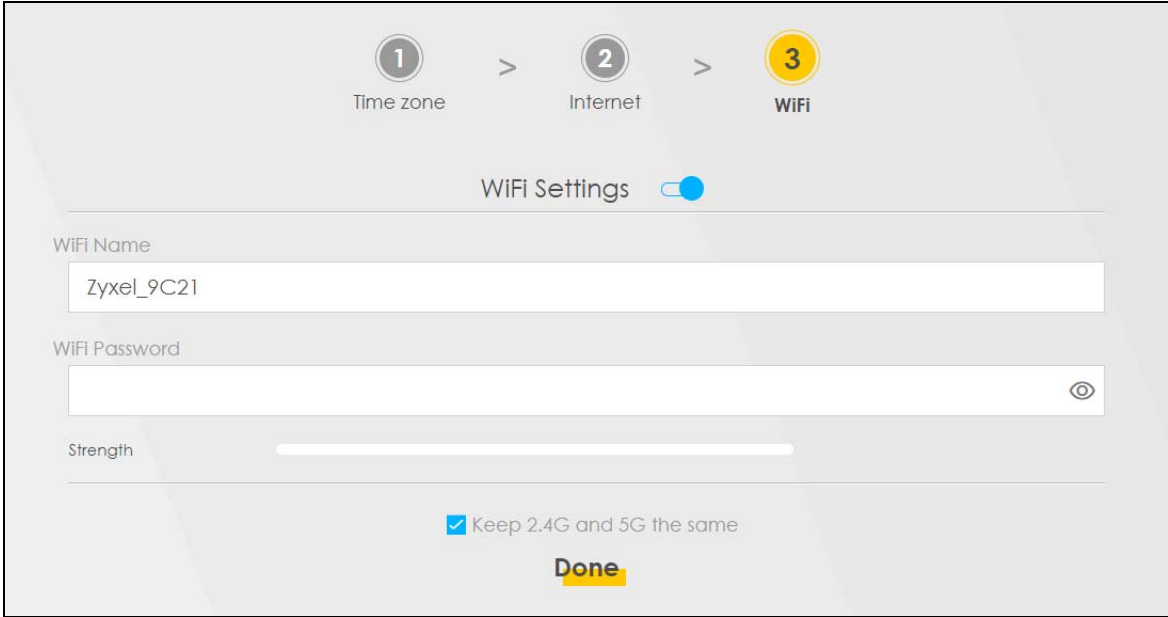 1 > 2 > 3
Time zone Internet WiFi
WiFi Settings
WiFi Name
Zyxel_9C21
WiFi Password
Strength
Keep 2.4G and 5G the same
Done